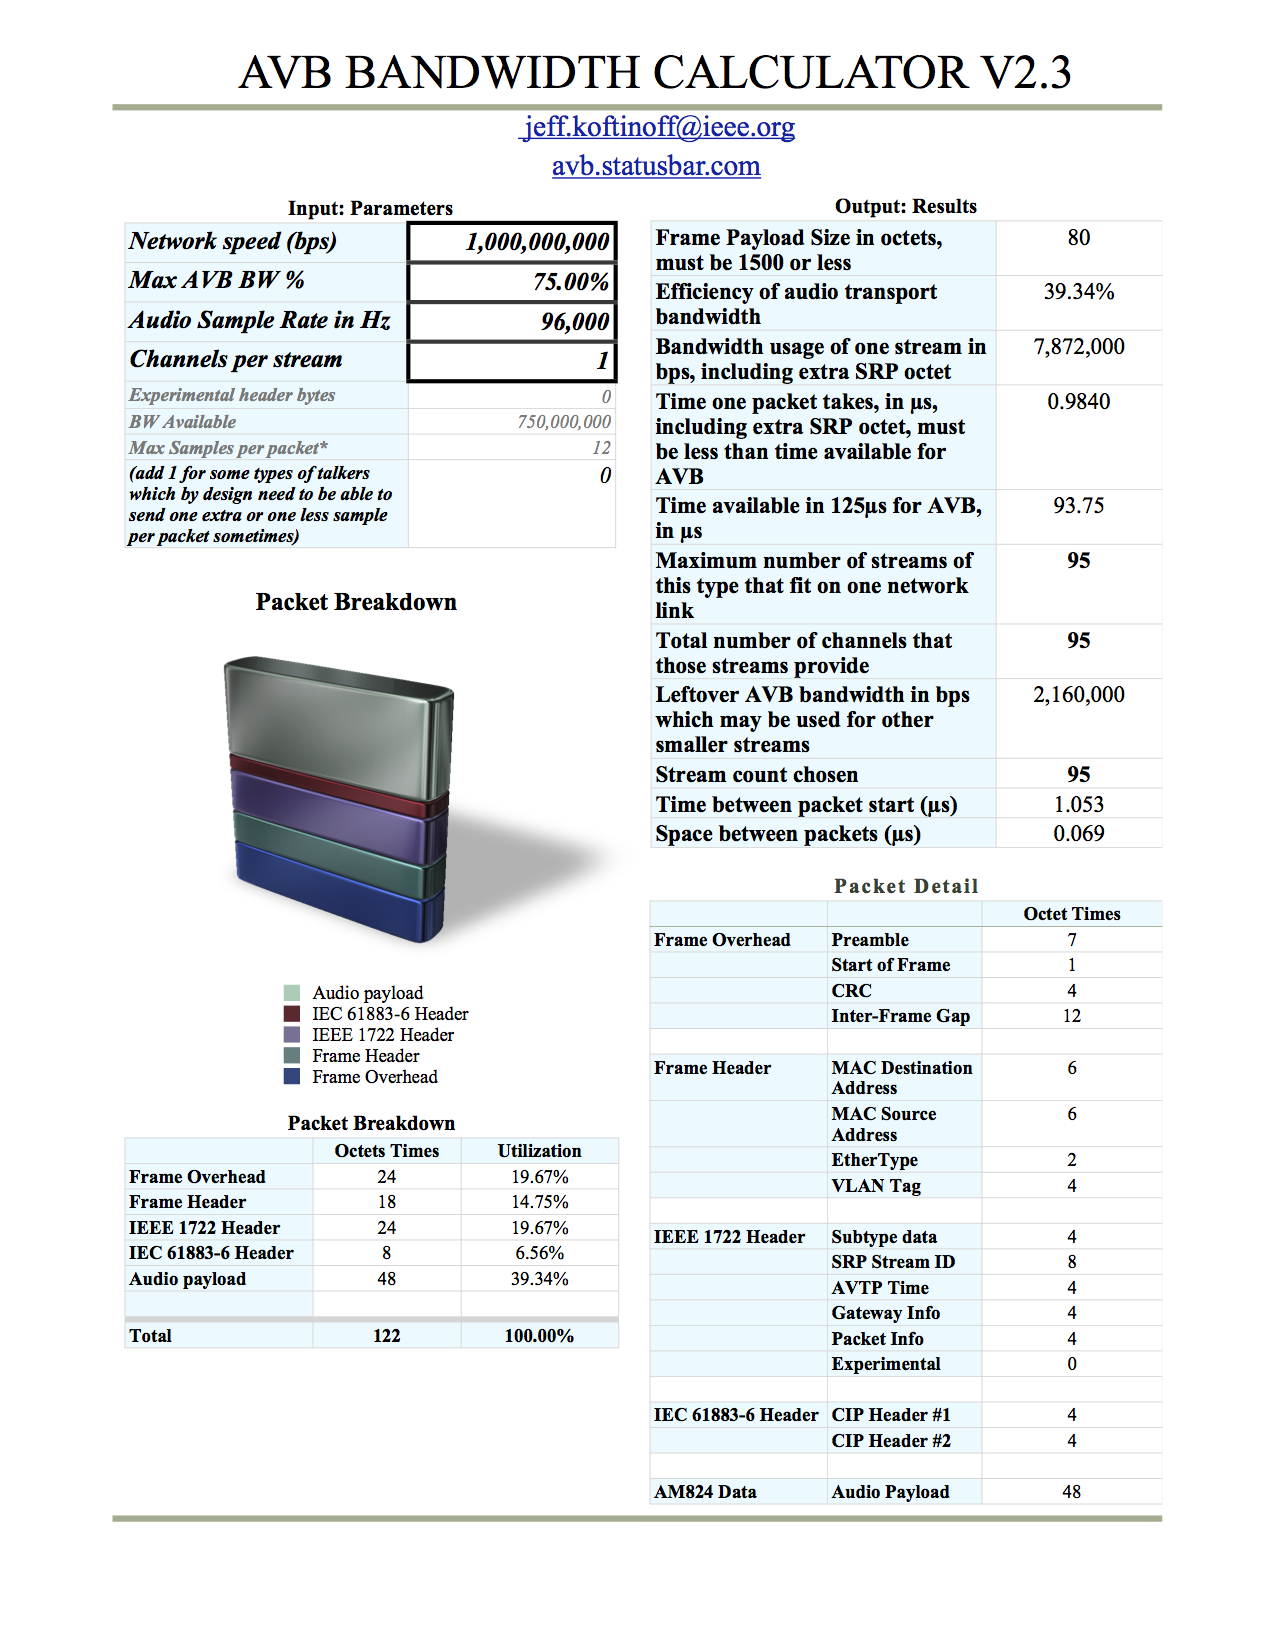 AVB BANDWIDTH CALCULATOR V2.3
jeff.koftinoff@ieee.org
avb.statusbar.com
Input: Parameters
Network speed (bps) 1,000,000,000
Max AVB BW % 75.00%
Audio Sample Rate in Hz 96,000
Channels per stream 1
Experimental header bytes 0
BW Available 750,000,000
Max Samples per packet* 12
(add 1 for some types of talkers 0
which by design need to be able to
send one extra or one less sample
per packet sometimes)
Packet Breakdown
Audio payload
IEC 61883-6 Header
IEEE 1722 Header
Frame Header
Frame Overhead
Packet Breakdown
Octets Times Utilization
Frame Overhead 24 19.67%
Frame Header 18 14.75%
IEEE 1722 Header 24 19.67%
IEC 61883-6 Header 8 6.56%
Audio payload 48 39.34%
Total 122 100.00%
Output: Results
Frame Payload Size in octets, 80
must be 1500 or less
Efficiency of audio transport 39.34%
bandwidth
Bandwidth usage of one stream in 7,872,000
bps, including extra SRP octet
Time one packet takes, in µs, 0.9840
including extra SRP octet, must
be less than time available for
AVB
Time available in 125µs for AVB, 93.75
in µs
Maximum number of streams of 95
this type that fit on one network
link
Total number of channels that 95
those streams provide
Leftover AVB bandwidth in bps 2,160,000
which may be used for other
smaller streams
Stream count chosen 95
Time between packet start (µs) 1.053
Space between packets (µs) 0.069
Packet Detail
Octet Times
Frame Overhead Preamble 7
Start of Frame 1
CRC 4
Inter-Frame Gap 12
Frame Header MAC Destination 6
Address
MAC Source 6
Address
EtherType 2
VLAN Tag 4
IEEE 1722 Header Subtype data 4
SRP Stream ID 8
AVTP Time 4
Gateway Info 4
Packet Info 4
Experimental 0
IEC 61883-6 Header CIP Header #1 4
CIP Header #2 4
AM824 Data Audio Payload 48